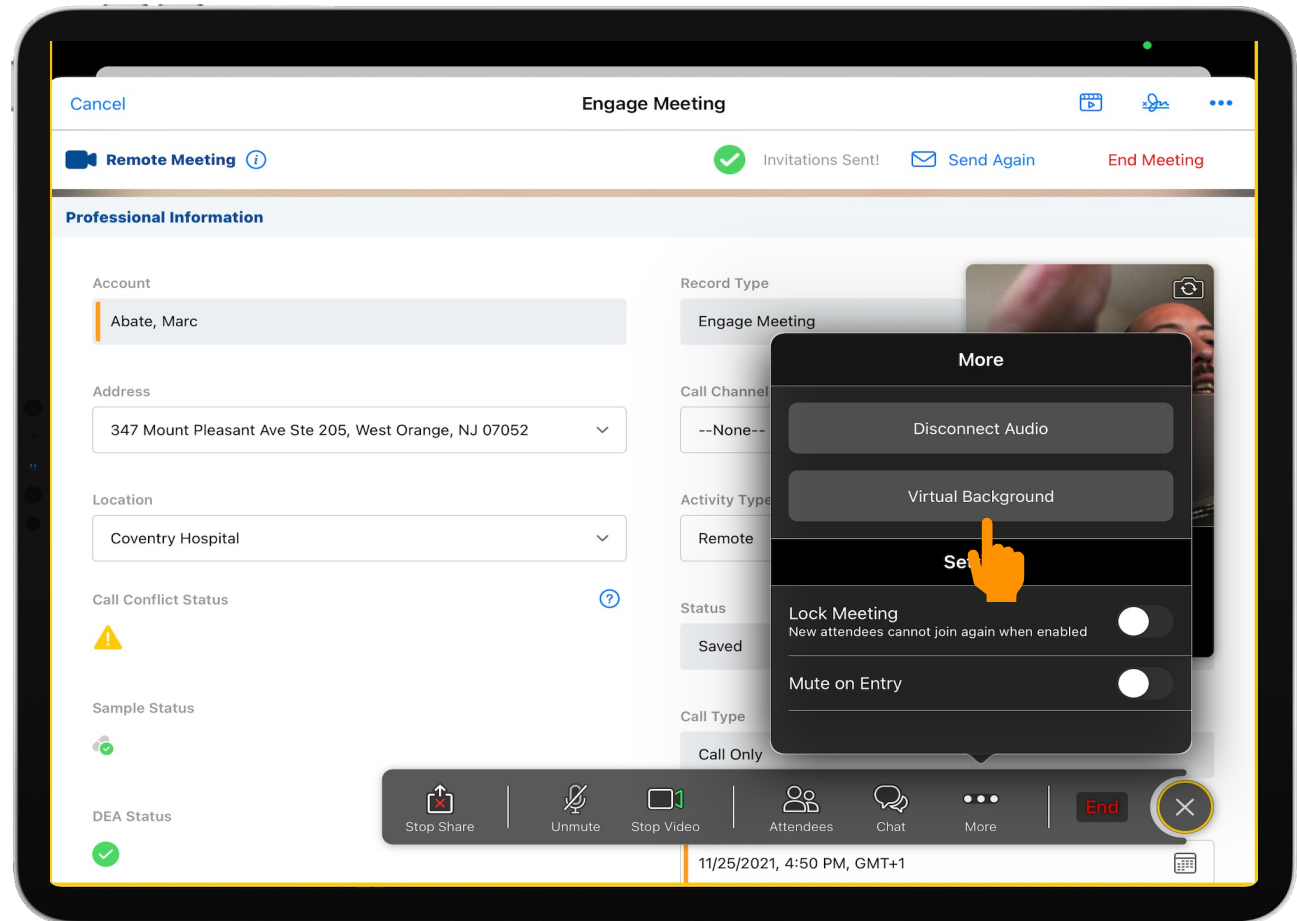 Cancel
Engage Meeting
Remote Meeting
Invitations Sent!
Send Again
End Meeting
Professional Information
Account
Abate, Marc
Address
347 Mount Pleasant Ave Ste 205, West Orange, NJ 07052
Location
Coventry Hospital
Call Conflict Status
Sample Status
DEA Status
Record Type
Engage Meeting
Call Channel
--None--
Activity Type
Remote
Status
Saved
Call Type
Call Only
11/25/2021, 4:50 PM, GMT+1
More
Disconnect Audio
Virtual Background
Lock Meeting
New attendees cannot join again when enabled
Mute on Entry
Stop Share
Unmute
Stop Video
Attendees
Chat
More
End